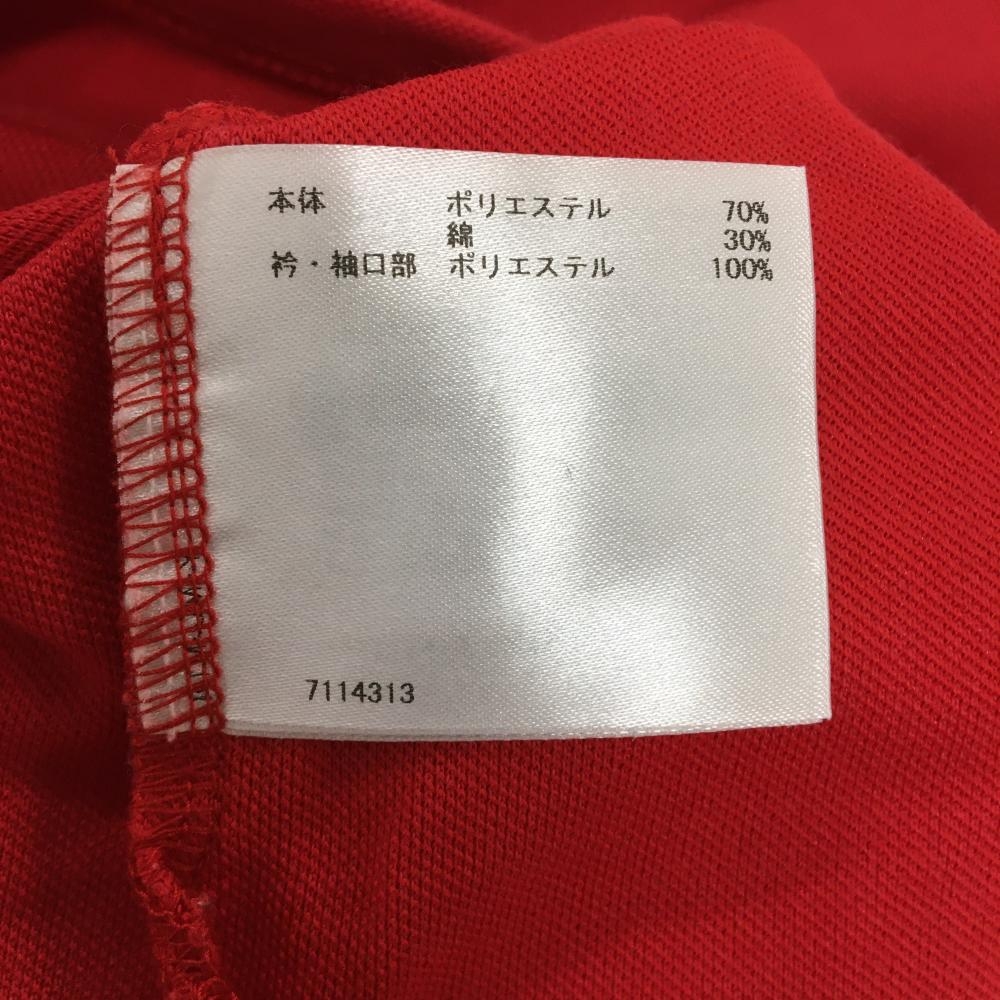 本体 ポリエステル 70%
綿 30%
衿・袖口部 ポリエステル 100%
7114313